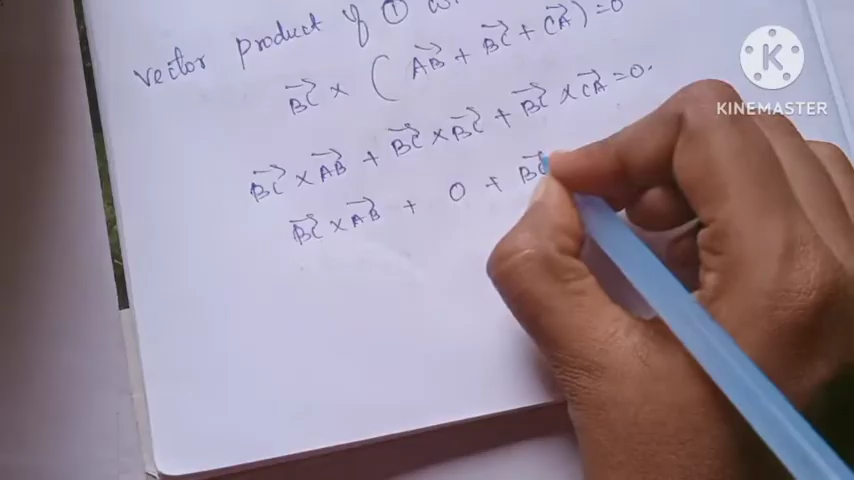 vector product of ①
BC⃗ × ( AB⃗ + BC⃗ + CA⃗ ) = 0
BC⃗ × AB⃗ + BC⃗ × BC⃗ + BC⃗ × CA⃗ = 0.
BC⃗ × AB⃗ + 0 + BC⃗
K
KINEMASTER